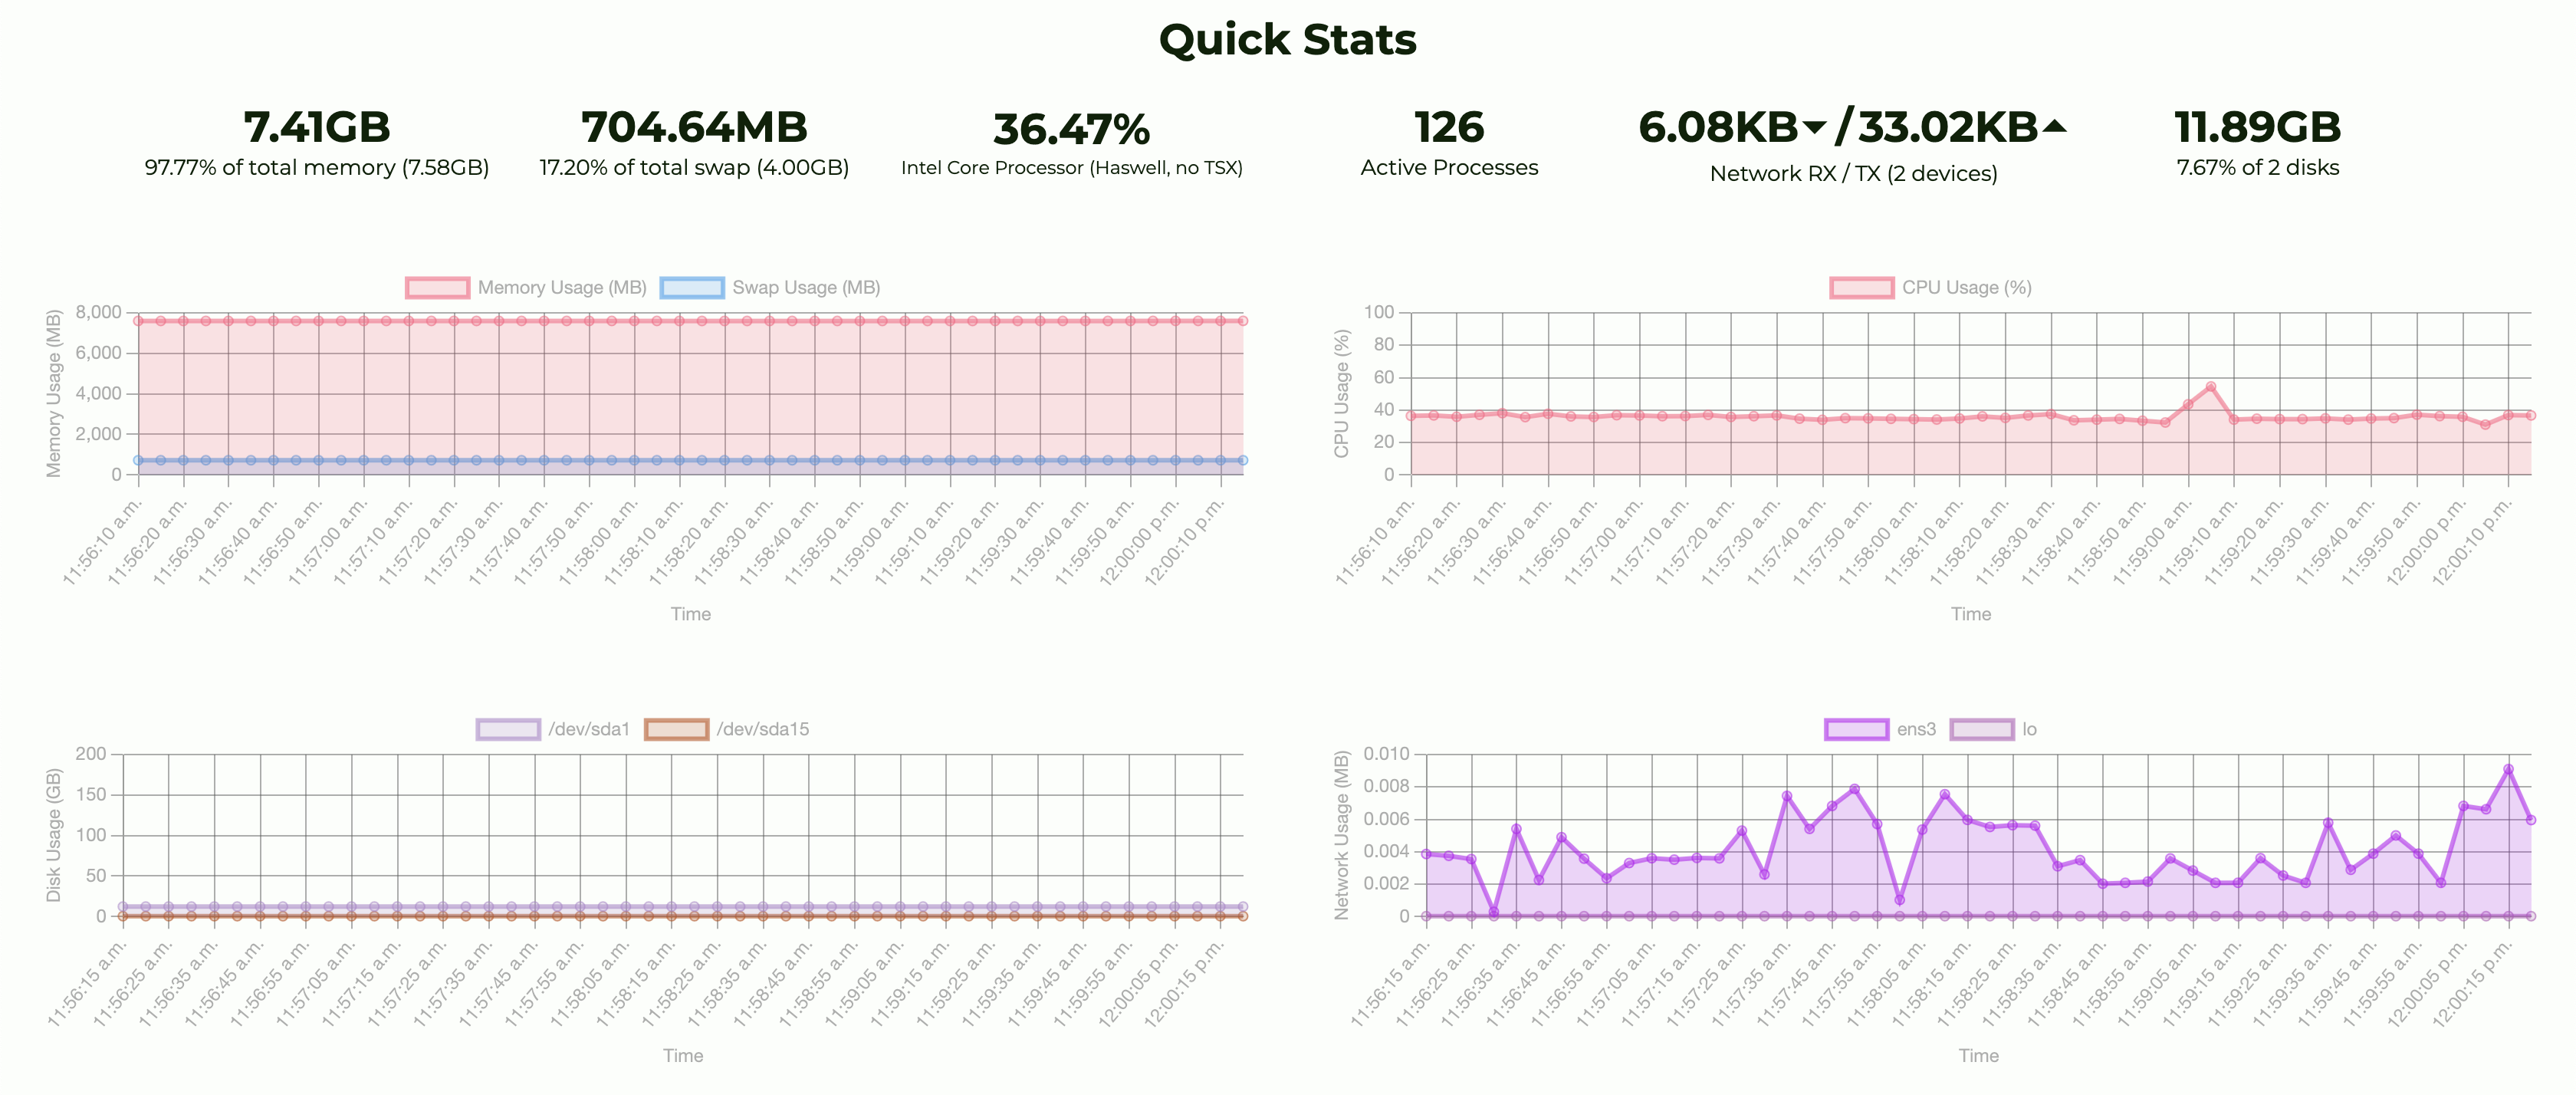 Quick Stats
7.41GB
97.77% of total memory (7.58GB)
704.64MB
17.20% of total swap (4.00GB)
36.47%
Intel Core Processor (Haswell, no TSX)
126
Active Processes
6.08KB / 33.02KB
Network RX / TX (2 devices)
11.89GB
7.67% of 2 disks
Memory Usage (MB) Swap Usage (MB)
Memory Usage (MB)
8,000
6,000
4,000
2,000
0
11:56:10 a.m. 11:56:20 a.m. 11:56:30 a.m. 11:56:40 a.m. 11:56:50 a.m. 11:57:00 a.m. 11:57:10 a.m. 11:57:20 a.m. 11:57:30 a.m. 11:57:40 a.m. 11:57:50 a.m. 11:58:00 a.m. 11:58:10 a.m. 11:58:20 a.m. 11:58:30 a.m. 11:58:40 a.m. 11:58:50 a.m. 11:59:00 a.m. 11:59:10 a.m. 11:59:20 a.m. 11:59:30 a.m. 11:59:40 a.m. 11:59:50 a.m. 12:00:00 p.m. 12:00:10 p.m.
Time
CPU Usage (%)
CPU Usage (%)
100
80
60
40
20
0
11:56:10 a.m. 11:56:20 a.m. 11:56:30 a.m. 11:56:40 a.m. 11:56:50 a.m. 11:57:00 a.m. 11:57:10 a.m. 11:57:20 a.m. 11:57:30 a.m. 11:57:40 a.m. 11:57:50 a.m. 11:58:00 a.m. 11:58:10 a.m. 11:58:20 a.m. 11:58:30 a.m. 11:58:40 a.m. 11:58:50 a.m. 11:59:00 a.m. 11:59:10 a.m. 11:59:20 a.m. 11:59:30 a.m. 11:59:40 a.m. 11:59:50 a.m. 12:00:00 p.m. 12:00:10 p.m.
Time
/dev/sda1 /dev/sda15
Disk Usage (GB)
200
150
100
50
0
11:56:15 a.m. 11:56:25 a.m. 11:56:35 a.m. 11:56:45 a.m. 11:56:55 a.m. 11:57:05 a.m. 11:57:15 a.m. 11:57:25 a.m. 11:57:35 a.m. 11:57:45 a.m. 11:57:55 a.m. 11:58:05 a.m. 11:58:15 a.m. 11:58:25 a.m. 11:58:35 a.m. 11:58:45 a.m. 11:58:55 a.m. 11:59:05 a.m. 11:59:15 a.m. 11:59:25 a.m. 11:59:35 a.m. 11:59:45 a.m. 11:59:55 a.m. 12:00:05 p.m. 12:00:15 p.m.
Time
ens3 lo
Network Usage (MB)
0.010
0.008
0.006
0.004
0.002
0
11:56:15 a.m. 11:56:25 a.m. 11:56:35 a.m. 11:56:45 a.m. 11:56:55 a.m. 11:57:05 a.m. 11:57:15 a.m. 11:57:25 a.m. 11:57:35 a.m. 11:57:45 a.m. 11:57:55 a.m. 11:58:05 a.m. 11:58:15 a.m. 11:58:25 a.m. 11:58:35 a.m. 11:58:45 a.m. 11:58:55 a.m. 11:59:05 a.m. 11:59:15 a.m. 11:59:25 a.m. 11:59:35 a.m. 11:59:45 a.m. 11:59:55 a.m. 12:00:05 p.m. 12:00:15 p.m.
Time